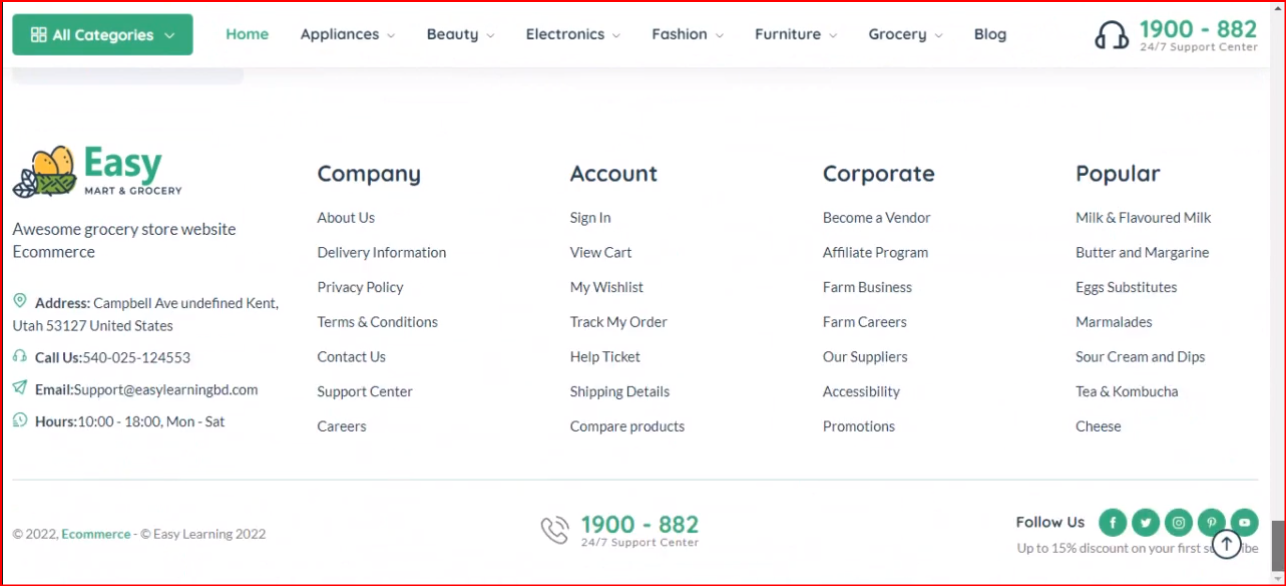 All Categories
Home
Appliances
Beauty
Electronics
Fashion
Furniture
Grocery
Blog
1900 - 882
24/7 Support Center
Easy
MART & GROCERY
Awesome grocery store website
Ecommerce
Address: Campbell Ave undefined Kent,
Utah 53127 United States
Call Us:540-025-124553
Email:Support@easylearningbd.com
Hours:10:00 - 18:00, Mon - Sat
Company
About Us
Delivery Information
Privacy Policy
Terms & Conditions
Contact Us
Support Center
Careers
Account
Sign In
View Cart
My Wishlist
Track My Order
Help Ticket
Shipping Details
Compare products
Corporate
Become a Vendor
Affiliate Program
Farm Business
Farm Careers
Our Suppliers
Accessibility
Promotions
Popular
Milk & Flavoured Milk
Butter and Margarine
Eggs Substitutes
Marmalades
Sour Cream and Dips
Tea & Kombucha
Cheese
© 2022, Ecommerce - © Easy Learning 2022
1900 - 882
24/7 Support Center
Follow Us
Up to 15% discount on your first